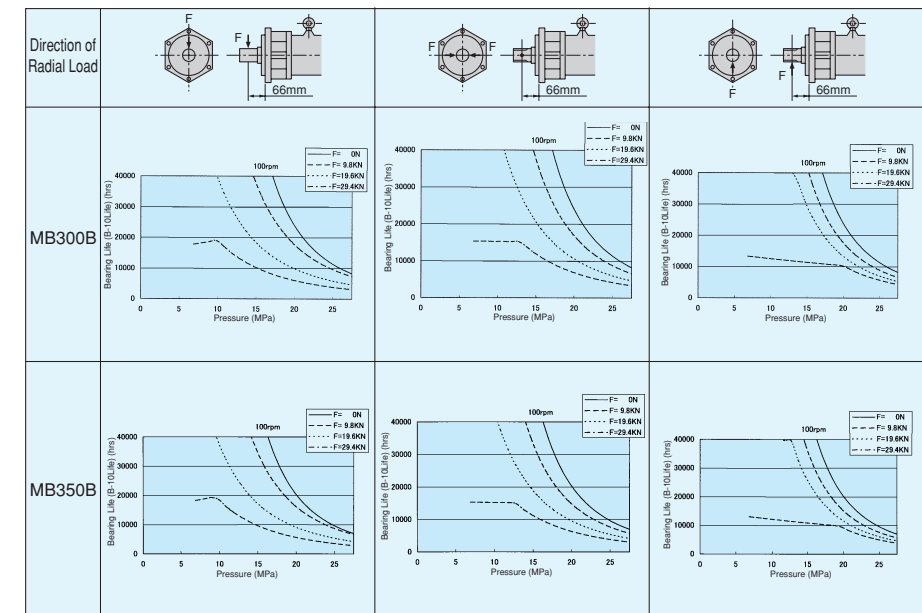 Direction of
Radial Load
F
F
66mm
F F
66mm
F
F
66mm
MB300B
100rpm
F= 0N
F= 9.8KN
F=19.6KN
F=29.4KN
Bearing Life (B-10Life) (hrs)
40000
30000
20000
10000
0
0 5 10 15 20 25
Pressure (MPa)
100rpm
F= 0N
F= 9.8KN
F=19.6KN
F=29.4KN
Bearing Life (B-10Life) (hrs)
40000
30000
20000
10000
0
0 5 10 15 20 25
Pressure (MPa)
100rpm
F= 0N
F= 9.8KN
F=19.6KN
F=29.4KN
Bearing Life (B-10Life) (hrs)
40000
30000
20000
10000
0
0 5 10 15 20 25
Pressure (MPa)
MB350B
100rpm
F= 0N
F= 9.8KN
F=19.6KN
F=29.4KN
Bearing Life (B-10Life) (hrs)
40000
30000
20000
10000
0
0 5 10 15 20 25
Pressure (MPa)
100rpm
F= 0N
F= 9.8KN
F=19.6KN
F=29.4KN
Bearing Life (B-10Life) (hrs)
40000
30000
20000
10000
0
0 5 10 15 20 25
Pressure (MPa)
100rpm
F= 0N
F= 9.8KN
F=19.6KN
F=29.4KN
Bearing Life (B-10Life) (hrs)
40000
30000
20000
10000
0
0 5 10 15 20 25
Pressure (MPa)